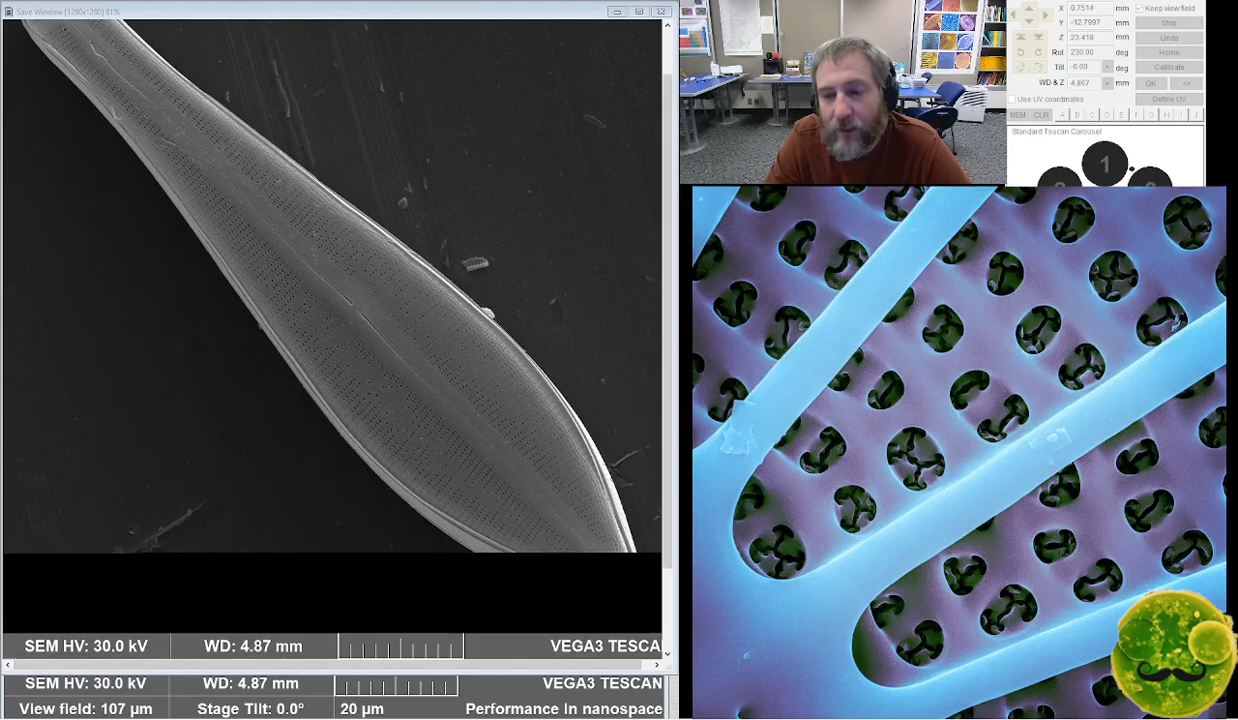 Save Window [1280x1280] 81%
SEM HV: 30.0 kV
WD: 4.87 mm
VEGA3 TESCA
SEM HV: 30.0 kV
WD: 4.87 mm
VEGA3 TESCAN
View field: 107 µm
Stage Tilt: 0.0°
20 µm
Performance in nanospace
X 0.7514 mm Keep view field
Y -12.7997 mm Stop
Z 23.418 mm Undo
Rot 230.00 deg Home
Tilt -0.00 deg Calibrate
WD & Z 4.867 mm OK <<
Use UV coordinates Define UV
MEM CLR A B C D E F G H I J
Standard Tescan Carousel
1